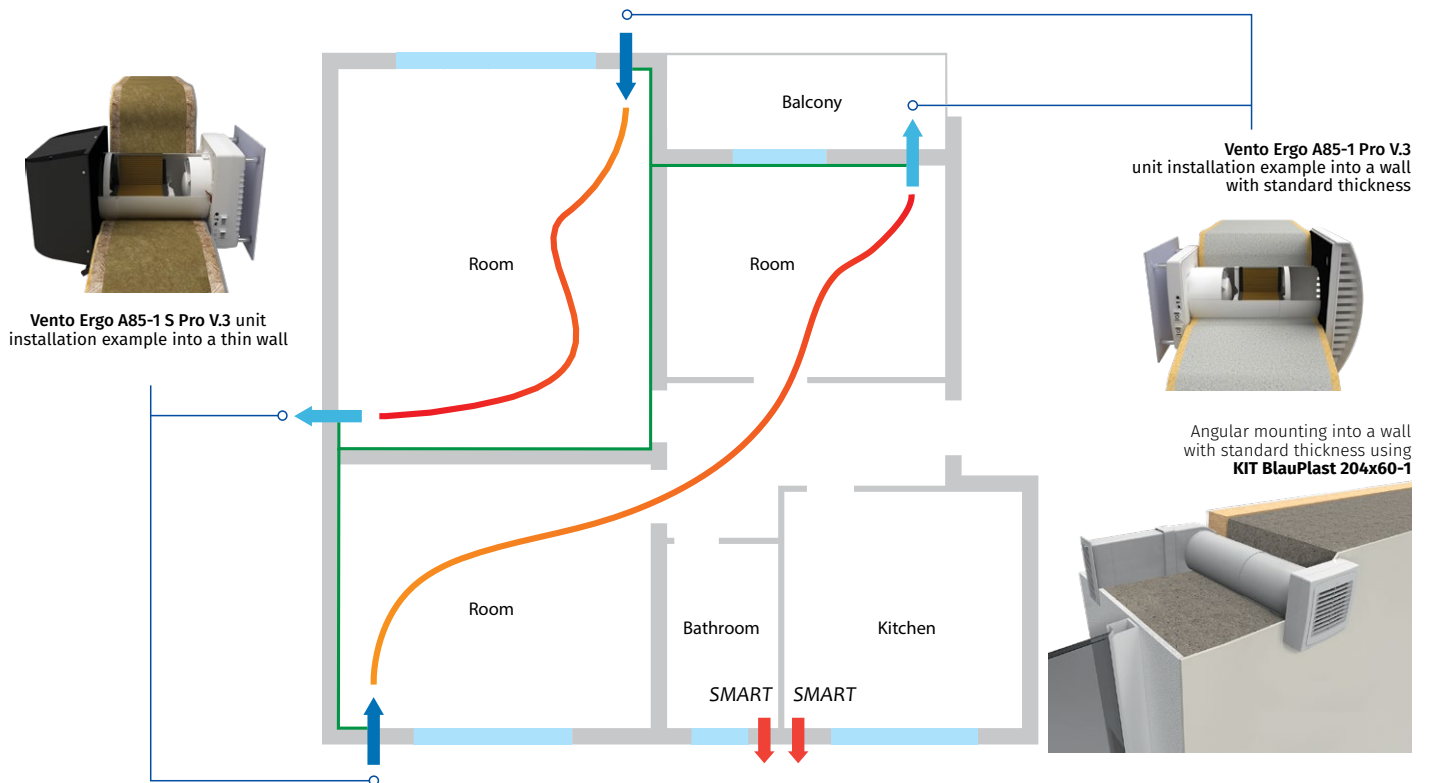 Balcony
Room
Room
Room
Bathroom
Kitchen
SMART
SMART
Vento Ergo A85-1 S Pro V.3 unit
installation example into a thin wall
Vento Ergo A85-1 Pro V.3
unit installation example into a wall
with standard thickness
Angular mounting into a wall
with standard thickness using
KIT BlauPlast 204x60-1